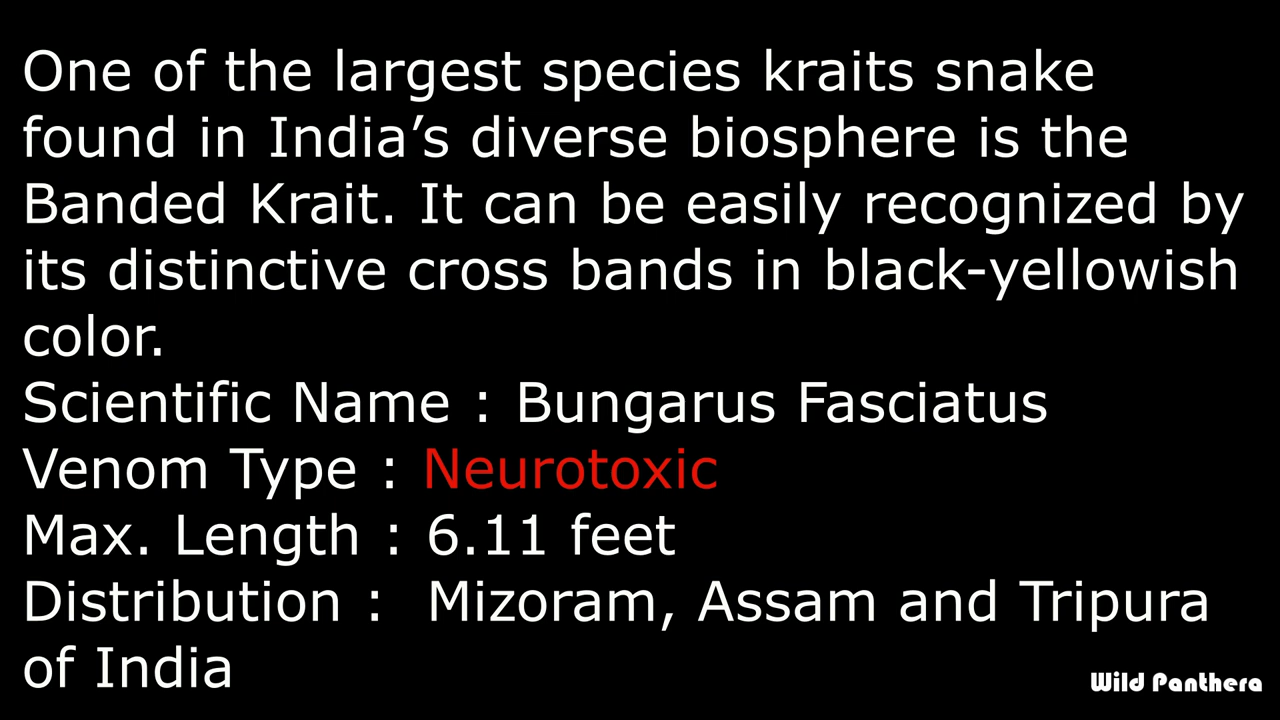 One of the largest species kraits snake
found in India’s diverse biosphere is the
Banded Krait. It can be easily recognized by
its distinctive cross bands in black-yellowish
color.
Scientific Name : Bungarus Fasciatus
Venom Type : Neurotoxic
Max. Length : 6.11 feet
Distribution :  Mizoram, Assam and Tripura
of India
Wild Panthera